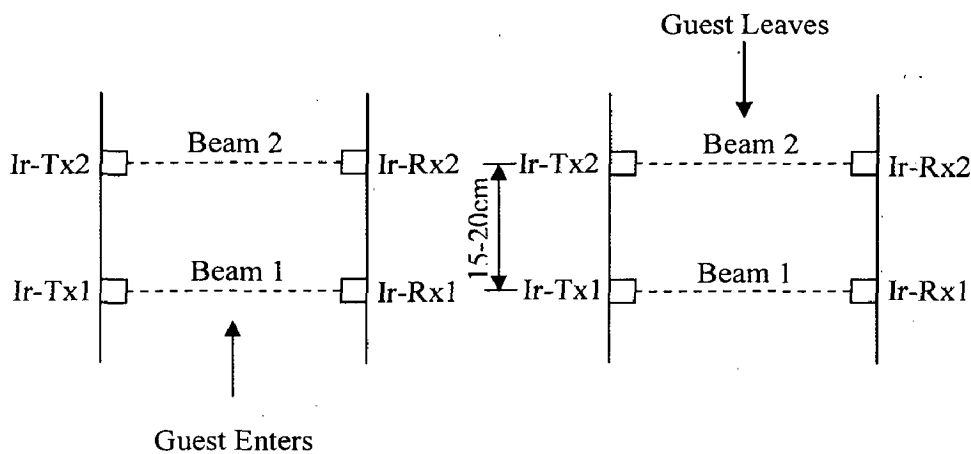 Guest Leaves
Beam 2
Ir-Tx2
Ir-Rx2
Ir-Tx2
Beam 2
Ir-Rx2
15-20cm
Beam 1
Ir-Tx1
Ir-Rx1
Ir-Tx1
Beam 1
Ir-Rx1
Guest Enters